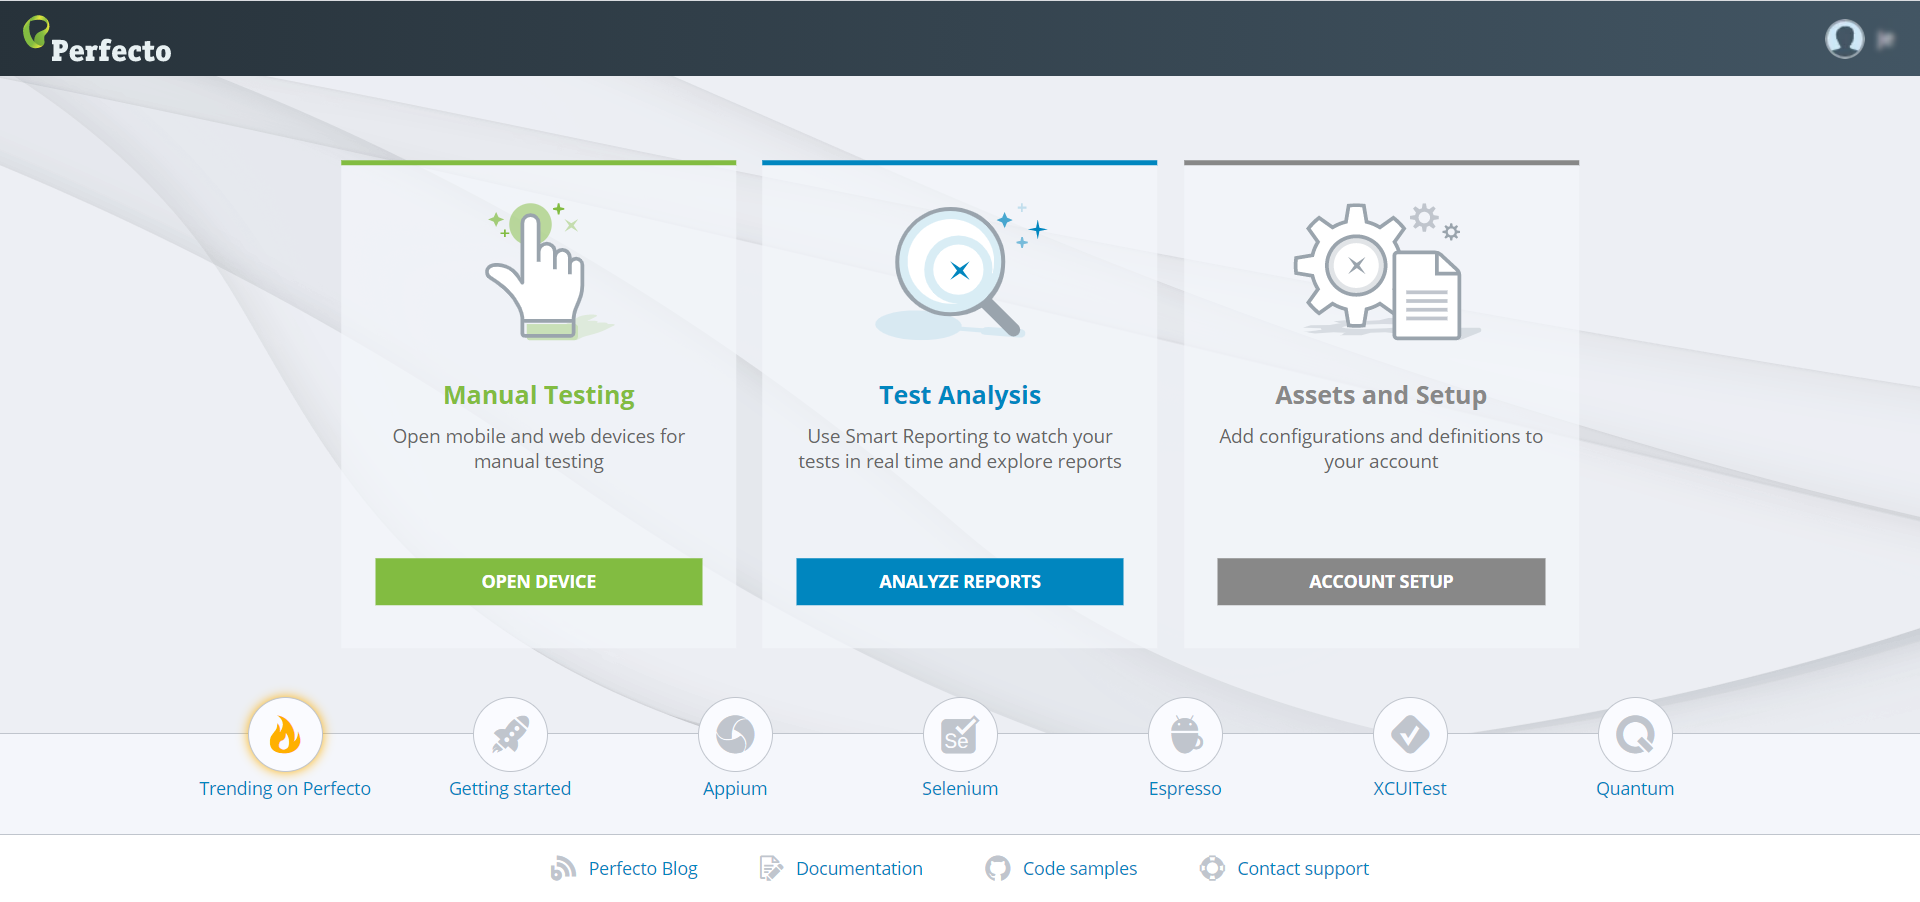 Perfecto
Manual Testing
Open mobile and web devices for
manual testing
OPEN DEVICE
Test Analysis
Use Smart Reporting to watch your
tests in real time and explore reports
ANALYZE REPORTS
Assets and Setup
Add configurations and definitions to
your account
ACCOUNT SETUP
Trending on Perfecto
Getting started
Appium
Se
Selenium
Espresso
XCUITest
Quantum
Perfecto Blog
Documentation
Code samples
Contact support